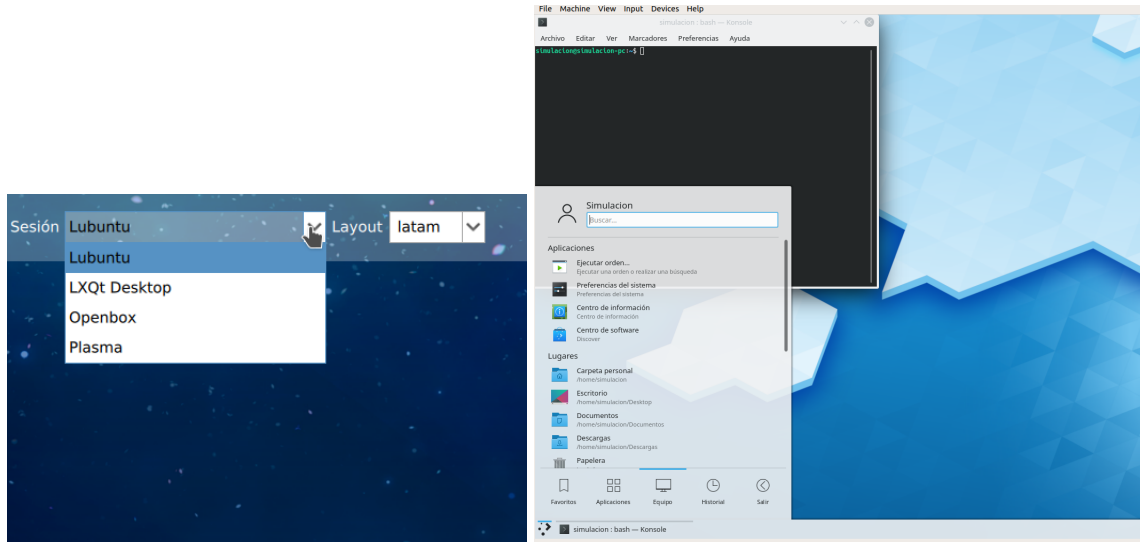 Sesión Lubuntu Layout latam
Lubuntu
LXQt Desktop
Openbox
Plasma
File Machine View Input Devices Help
simulacion : bash — Konsole
Archivo Editar Ver Marcadores Preferencias Ayuda
simulacion@simulacion-pc:~$
Simulacion
Buscar...
Aplicaciones
Ejecutar orden...
Ejecutar una orden o realizar una búsqueda
Preferencias del sistema
Preferencias del sistema
Centro de información
Centro de información
Centro de software
Discover
Lugares
Carpeta personal
/home/simulacion
Escritorio
/home/simulacion/Desktop
Documentos
/home/simulacion/Documentos
Descargas
/home/simulacion/Descargas
Papelera
Favoritos Aplicaciones Equipo Historial Salir
simulacion : bash — Konsole